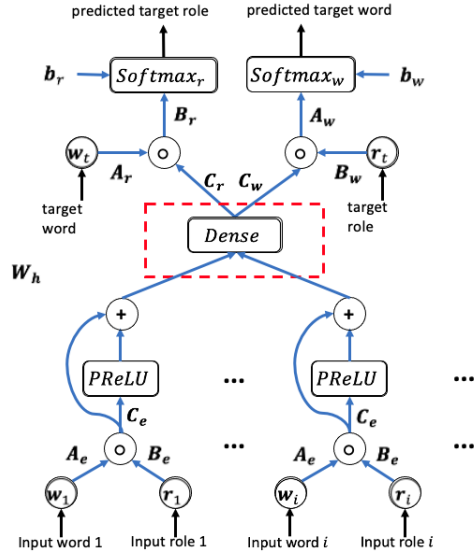 predicted target role predicted target word
b_r Softmax_r Softmax_w b_w
B_r A_w
w_t ∘ ∘ r_t
A_r B_w
C_r C_w
target word target role
Dense
W_h
+ +
PReLU ... PReLU ...
C_e C_e
∘ ... ∘ ...
A_e B_e A_e B_e
w_1 r_1 w_i r_i
Input word 1 Input role 1 Input word i Input role i